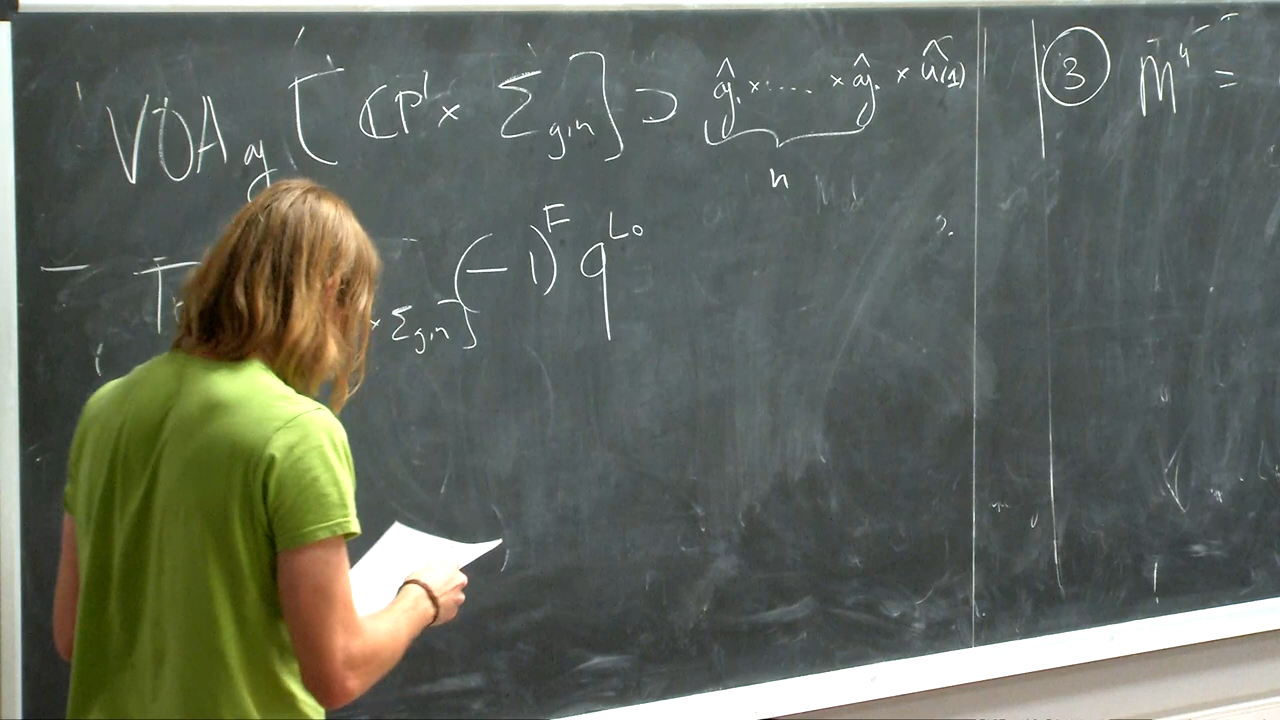 VOA_𝔤 [ ℂP¹ × Σ_{g,n} ] ⊃ 𝔤̂ × .... × 𝔤̂ × û(1)
n
T × Σ_{g,n}] (-1)^F q^{L₀}
③ M⁴ =